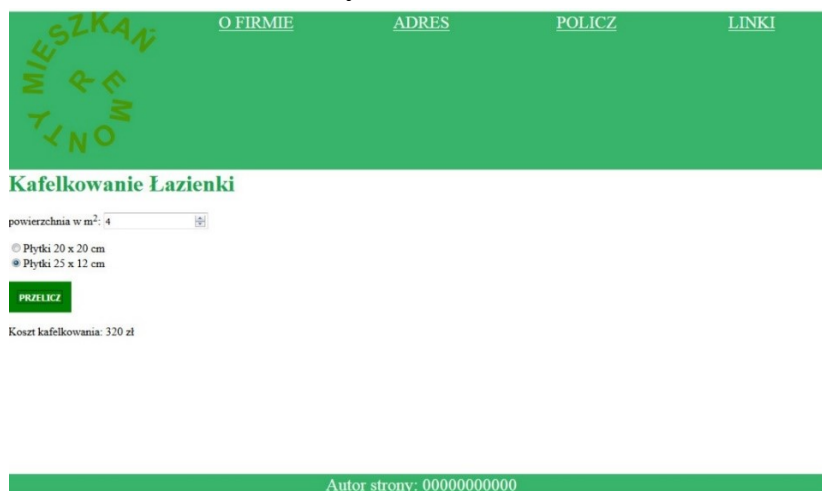 REMONTY MIESZKAŃ
O FIRMIE ADRES POLICZ LINKI
Kafelkowanie Łazienki
powierzchnia w m²: 4
Płytki 20 x 20 cm
Płytki 25 x 12 cm
PRZELICZ
Koszt kafelkowania: 320 zł
Autor strony: 00000000000